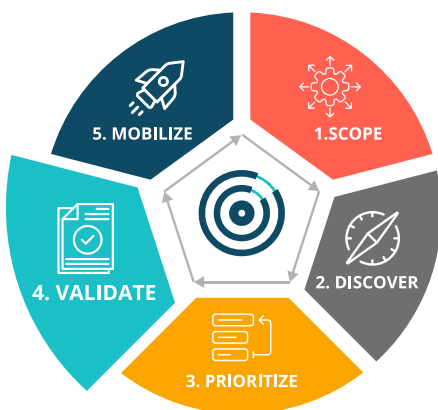 1.SCOPE
2. DISCOVER
3. PRIORITIZE
4. VALIDATE
5. MOBILIZE